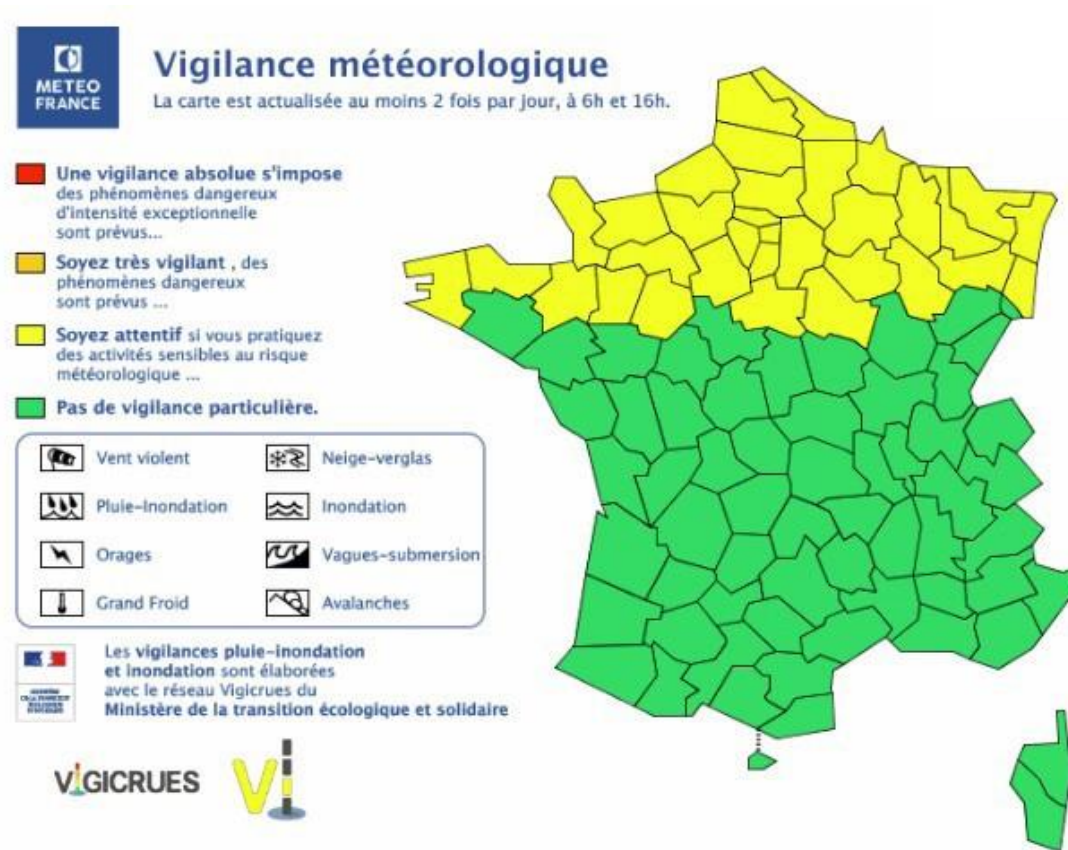 METEO
FRANCE
Vigilance météorologique
La carte est actualisée au moins 2 fois par jour, à 6h et 16h.
Une vigilance absolue s'impose
des phénomènes dangereux
d'intensité exceptionnelle
sont prévus...
Soyez très vigilant , des
phénomènes dangereux
sont prévus ...
Soyez attentif si vous pratiquez
des activités sensibles au risque
météorologique ...
Pas de vigilance particulière.
Vent violent
Neige-verglas
Pluie-Inondation
Inondation
Orages
Vagues-submersion
Grand Froid
Avalanches
Les vigilances pluie-inondation
et inondation sont élaborées
avec le réseau Vigicrues du
Ministère de la transition écologique et solidaire
VIGICRUES
Vi